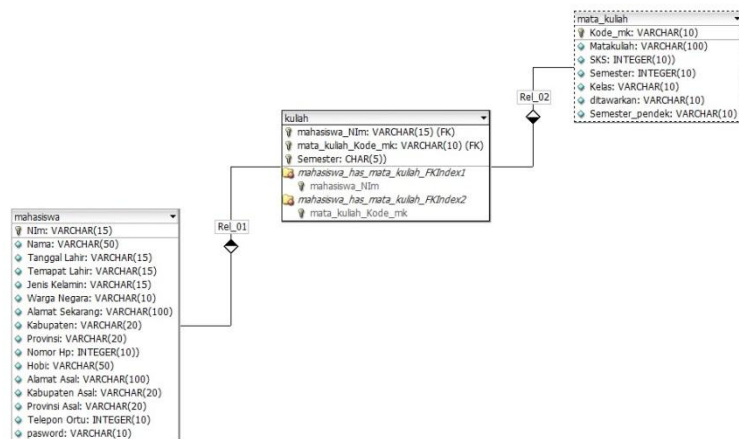 mata_kuliah
Kode_mk: VARCHAR(10)
Matakuliah: VARCHAR(100)
SKS: INTEGER(10))
Semester: INTEGER(10)
Kelas: VARCHAR(10)
ditawarkan: VARCHAR(10)
Semester_pendek: VARCHAR(10)
Rel_02
kuliah
mahasiswa_NIm: VARCHAR(15) (FK)
mata_kuliah_Kode_mk: VARCHAR(10) (FK)
Semester: CHAR(5))
mahasiswa_has_mata_kuliah_FKIndex1
mahasiswa_NIm
mahasiswa_has_mata_kuliah_FKIndex2
mata_kuliah_Kode_mk
Rel_01
mahasiswa
NIm: VARCHAR(15)
Nama: VARCHAR(50)
Tanggal Lahir: VARCHAR(15)
Temapat Lahir: VARCHAR(15)
Jenis Kelamin: VARCHAR(15)
Warga Negara: VARCHAR(10)
Alamat Sekarang: VARCHAR(100)
Kabupaten: VARCHAR(20)
Provinsi: VARCHAR(20)
Nomor Hp: INTEGER(10))
Hobi: VARCHAR(50)
Alamat Asal: VARCHAR(100)
Kabupaten Asal: VARCHAR(20)
Provinsi Asal: VARCHAR(20)
Telepon Ortu: INTEGER(10)
pasword: VARCHAR(10)